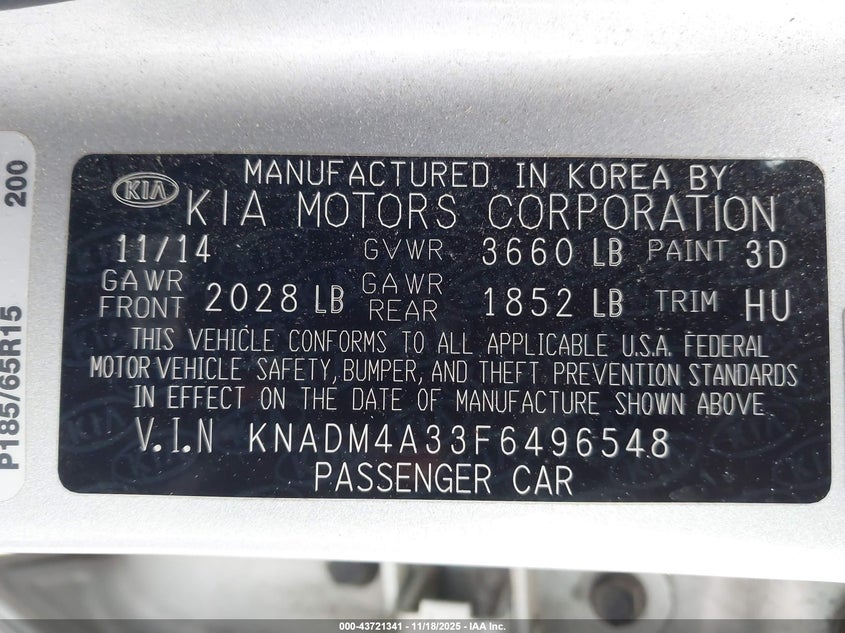 200
P185/65R15
MANUFACTURED IN KOREA BY
KIA
KIA MOTORS CORPORATION
11/14 GVWR 3660 LB PAINT 3D
GAWR FRONT 2028 LB GAWR REAR 1852 LB TRIM HU
THIS VEHICLE CONFORMS TO ALL APPLICABLE U.S.A. FEDERAL
MOTOR VEHICLE SAFETY, BUMPER, AND THEFT PREVENTION STANDARDS
IN EFFECT ON THE DATE OF MANUFACTURE SHOWN ABOVE
V.I.N KNADM4A33F6496548
PASSENGER CAR
000-43721341 - 11/18/2025 - IAA Inc.